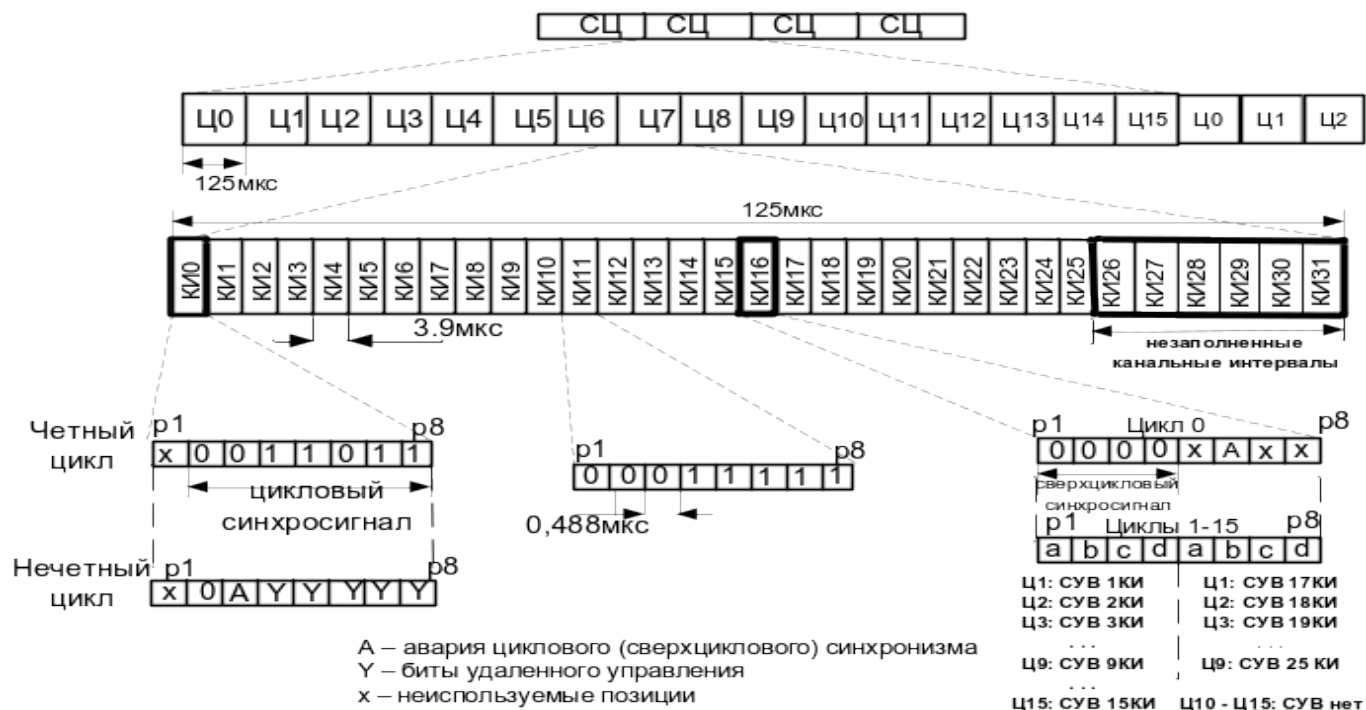 СЦ СЦ СЦ СЦ
Ц0 Ц1 Ц2 Ц3 Ц4 Ц5 Ц6 Ц7 Ц8 Ц9 Ц10 Ц11 Ц12 Ц13 Ц14 Ц15 Ц0 Ц1 Ц2
125мкс
125мкс
КИ0 КИ1 КИ2 КИ3 КИ4 КИ5 КИ6 КИ7 КИ8 КИ9 КИ10 КИ11 КИ12 КИ13 КИ14 КИ15 КИ16 КИ17 КИ18 КИ19 КИ20 КИ21 КИ22 КИ23 КИ24 КИ25 КИ26 КИ27 КИ28 КИ29 КИ30 КИ31
3.9мкс
незаполненные
канальные интервалы
Четный
цикл
p1 p8
x 0 0 1 1 0 1 1
цикловый
синхросигнал
Нечетный
цикл
p1 p8
x 0 A Y Y Y Y Y
p1 p8
0 0 0 1 1 1 1 1
0,488мкс
p1 Цикл 0 p8
0 0 0 0 x A x x
сверхцикловый
синхросигнал
p1 Циклы 1-15 p8
a b c d a b c d
Ц1: СУВ 1КИ Ц1: СУВ 17КИ
Ц2: СУВ 2КИ Ц2: СУВ 18КИ
Ц3: СУВ 3КИ Ц3: СУВ 19КИ
... ...
Ц9: СУВ 9КИ Ц9: СУВ 25 КИ
...
Ц15: СУВ 15КИ Ц10 - Ц15: СУВ нет
A – авария циклового (сверхциклового) синхронизма
Y – биты удаленного управления
x – неиспользуемые позиции